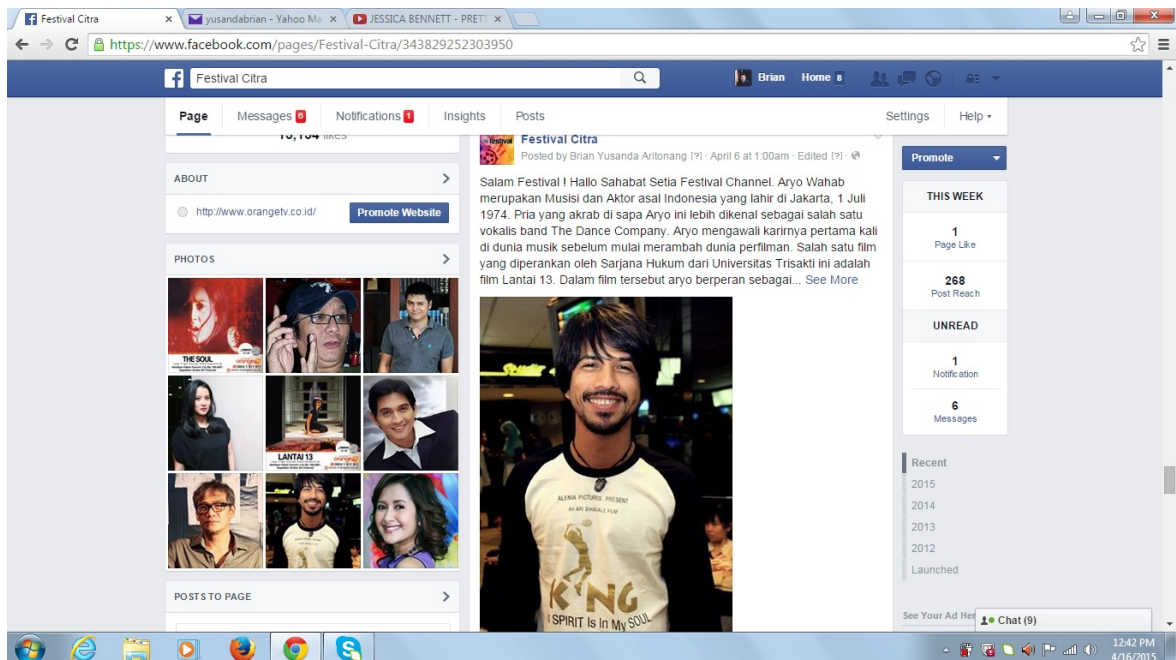 Festival Citra
yusandabrian - Yahoo Ma
JESSICA BENNETT - PRETT
https://www.facebook.com/pages/Festival-Citra/343829252303950
Festival Citra
Brian Home 8
Page Messages 6 Notifications 1 Insights Posts Settings Help
likes
ABOUT
http://www.orangetv.co.id/
Promote Website
PHOTOS
THE SOUL
LANTAI 13
POSTS TO PAGE
Festival Citra
Posted by Brian Yusanda Aritonang [?] · April 6 at 1:00am · Edited [?] ·
Salam Festival ! Hallo Sahabat Setia Festival Channel. Aryo Wahab
merupakan Musisi dan Aktor asal Indonesia yang lahir di Jakarta, 1 Juli
1974. Pria yang akrab di sapa Aryo ini lebih dikenal sebagai salah satu
vokalis band The Dance Company. Aryo mengawali karirnya pertama kali
di dunia musik sebelum mulai merambah dunia perfilman. Salah satu film
yang diperankan oleh Sarjana Hukum dari Universitas Trisakti ini adalah
film Lantai 13. Dalam film tersebut aryo berperan sebagai... See More
ALENIA PICTURES PRESENT
KING
SPIRIT Is In My SOUL
Promote
THIS WEEK
1
Page Like
268
Post Reach
UNREAD
1
Notification
6
Messages
Recent
2015
2014
2013
2012
Launched
See Your Ad Her
Chat (9)
12:42 PM
4/16/2015